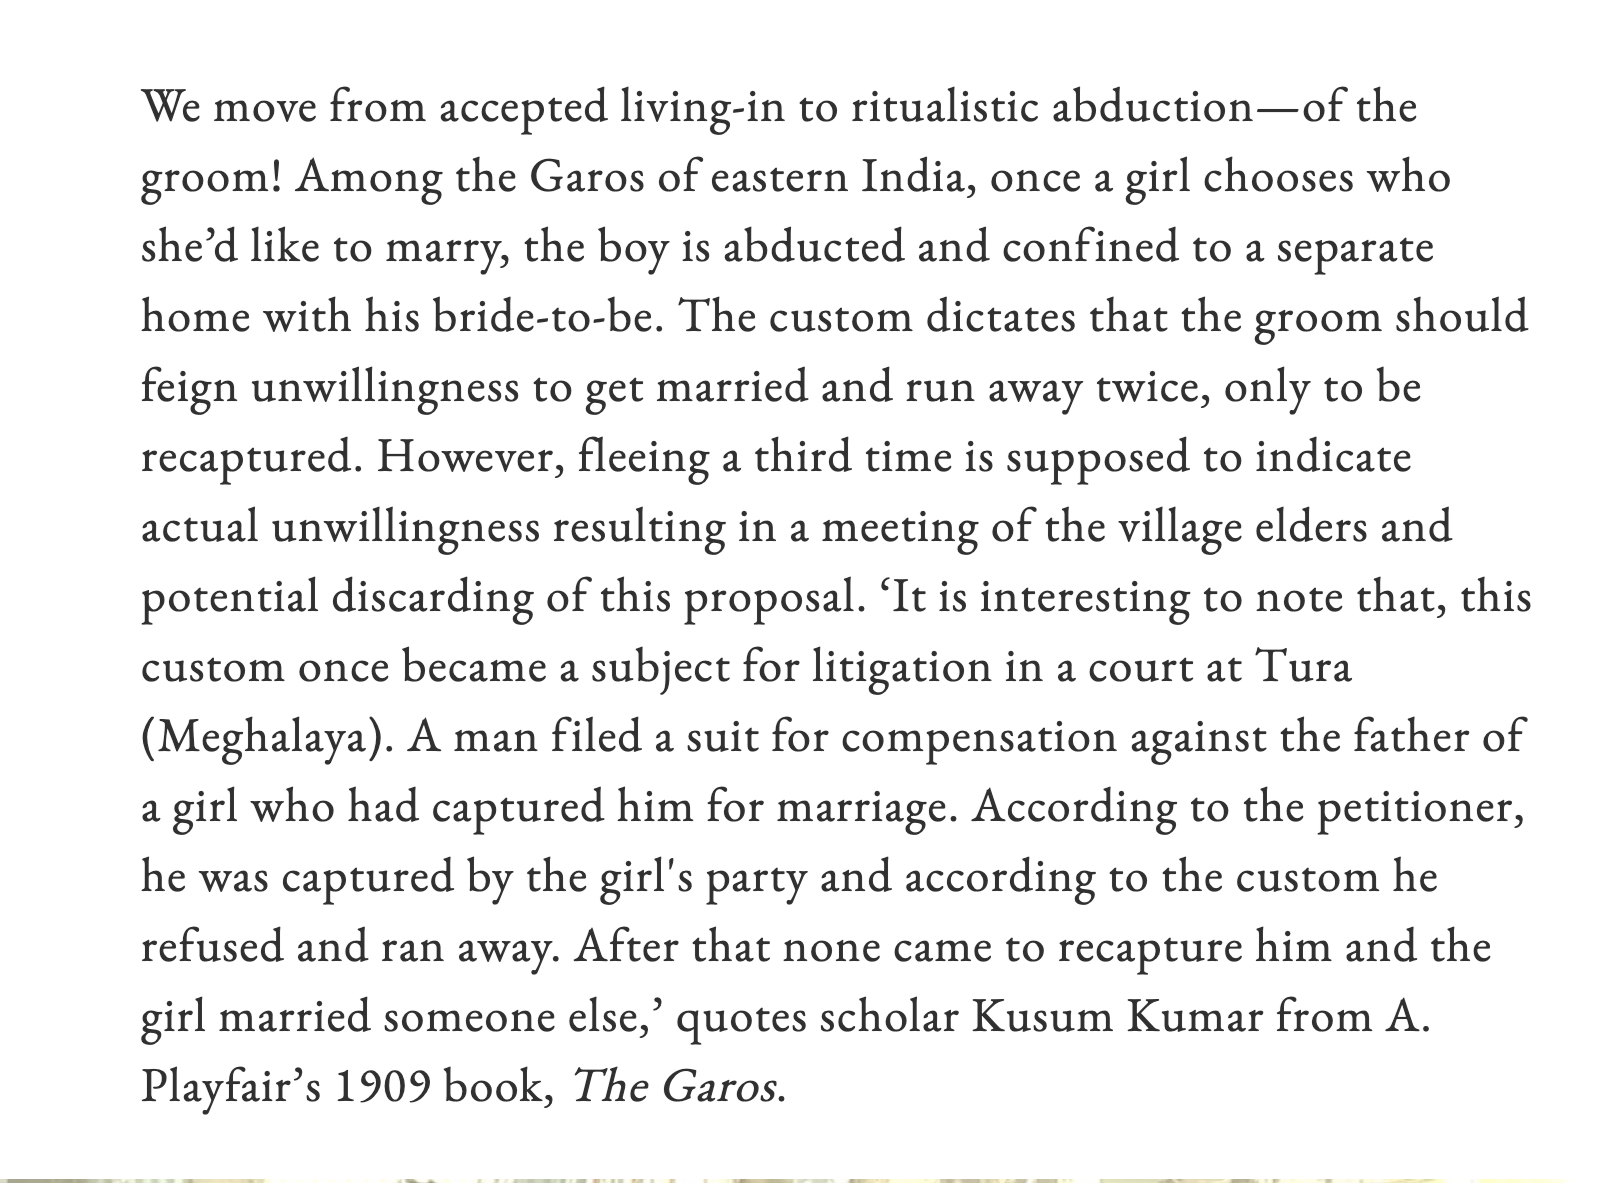 We move from accepted living-in to ritualistic abduction—of the
groom! Among the Garos of eastern India, once a girl chooses who
she’d like to marry, the boy is abducted and confined to a separate
home with his bride-to-be. The custom dictates that the groom should
feign unwillingness to get married and run away twice, only to be
recaptured. However, fleeing a third time is supposed to indicate
actual unwillingness resulting in a meeting of the village elders and
potential discarding of this proposal. ‘It is interesting to note that, this
custom once became a subject for litigation in a court at Tura
(Meghalaya). A man filed a suit for compensation against the father of
a girl who had captured him for marriage. According to the petitioner,
he was captured by the girl's party and according to the custom he
refused and ran away. After that none came to recapture him and the
girl married someone else,’ quotes scholar Kusum Kumar from A.
Playfair’s 1909 book, The Garos.